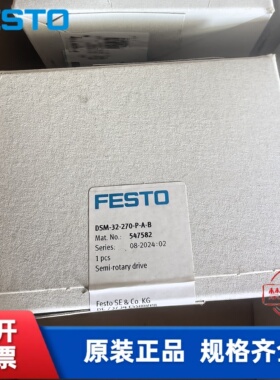 FESTO
FESTO
DSM-32-270-P-A-B
Mat. No.: 547582
Series: 08-2024-02
1 pcs
Semi-rotary drive
Festo SE & Co. KG
开
票
原装正品 规格齐全